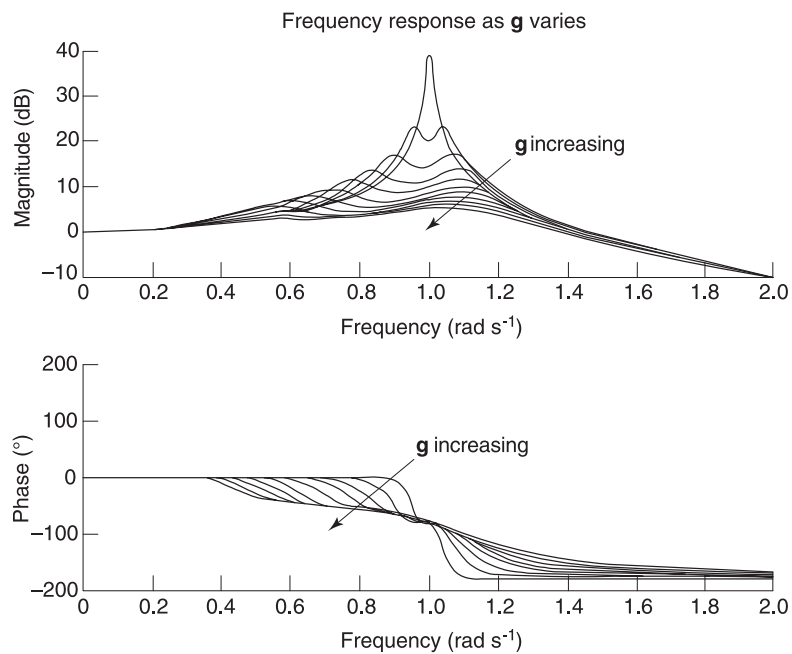 Frequency response as g varies
Magnitude (dB)
40
30
20
10
0
–10
g increasing
0 0.2 0.4 0.6 0.8 1.0 1.2 1.4 1.6 1.8 2.0
Frequency (rad s-1)
Phase (°)
200
100
0
–100
–200
g increasing
0 0.2 0.4 0.6 0.8 1.0 1.2 1.4 1.6 1.8 2.0
Frequency (rad s-1)